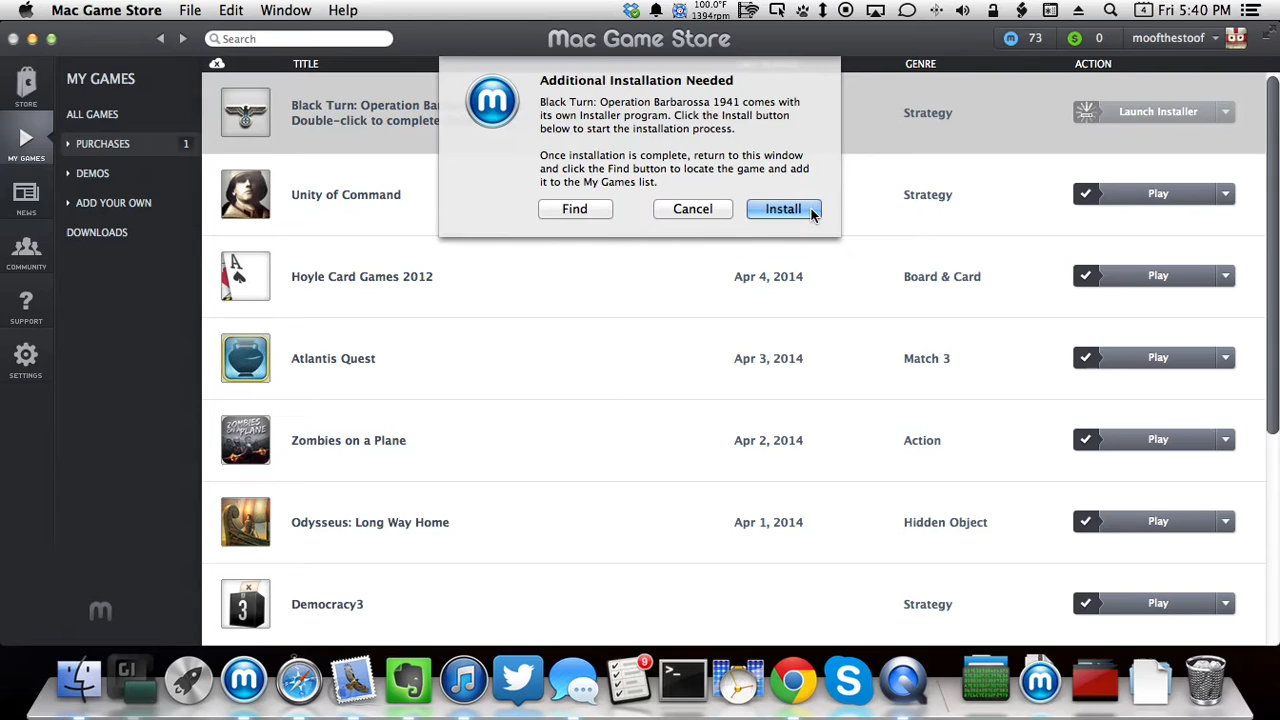 Mac Game Store File Edit Window Help 100.0°F 1394rpm 4 Fri 5:40 PM
Search Mac Game Store 73 0 moofthestoof
MY GAMES TITLE GENRE ACTION
Additional Installation Needed
Black Turn: Operation Barbarossa 1941 comes with
its own Installer program. Click the Install button
below to start the installation process.
Once installation is complete, return to this window
and click the Find button to locate the game and add
it to the My Games list.
Find Cancel Install
STORE
MY GAMES
NEWS
COMMUNITY
SUPPORT
SETTINGS
ALL GAMES
PURCHASES 1
DEMOS
ADD YOUR OWN
DOWNLOADS
Black Turn: Operation Ba
Double-click to complete
Strategy Launch Installer
Unity of Command Strategy Play
Hoyle Card Games 2012 Apr 4, 2014 Board & Card Play
Atlantis Quest Apr 3, 2014 Match 3 Play
ZOMBIES ON A PLANE
Zombies on a Plane Apr 2, 2014 Action Play
Odysseus: Long Way Home Apr 1, 2014 Hidden Object Play
Democracy3 Strategy Play
9